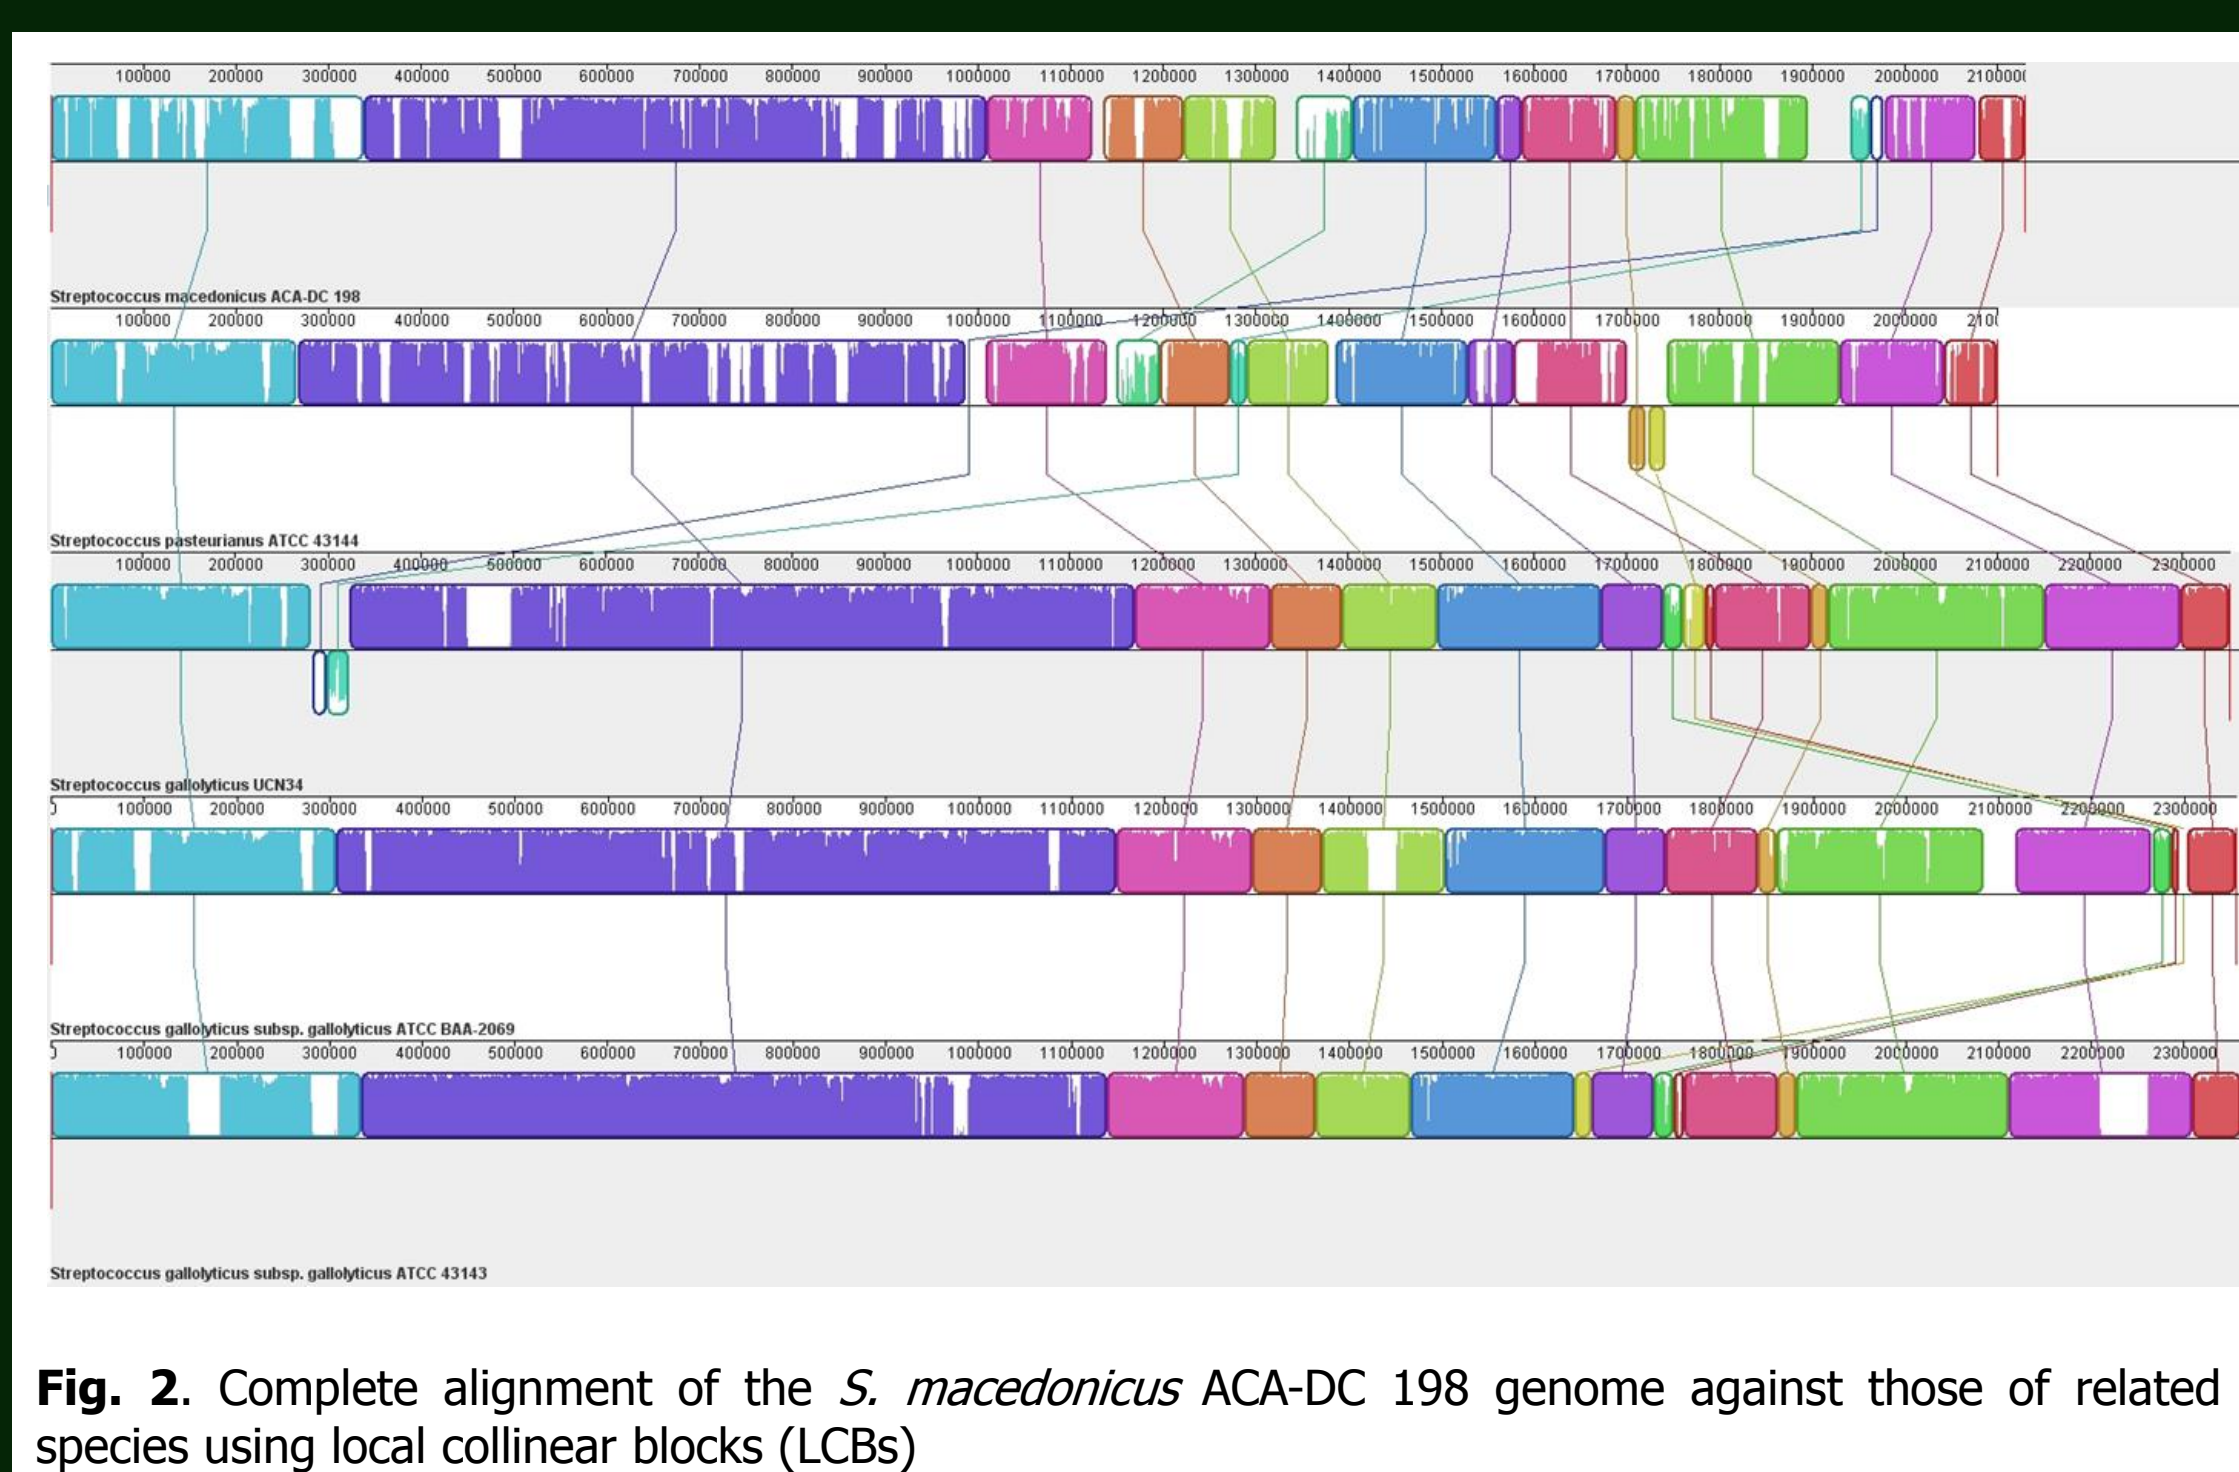 100000 200000 300000 400000 500000 600000 700000 800000 900000 1000000 1100000 1200000 1300000 1400000 1500000 1600000 1700000 1800000 1900000 2000000 210000
Streptococcus macedonicus ACA-DC 198
100000 200000 300000 400000 500000 600000 700000 800000 900000 1000000 1100000 1200000 1300000 1400000 1500000 1600000 1700000 1800000 1900000 2000000 210
Streptococcus pasteurianus ATCC 43144
100000 200000 300000 400000 500000 600000 700000 800000 900000 1000000 1100000 1200000 1300000 1400000 1500000 1600000 1700000 1800000 1900000 2000000 2100000 2200000 2300000
Streptococcus gallolyticus UCN34
100000 200000 300000 400000 500000 600000 700000 800000 900000 1000000 1100000 1200000 1300000 1400000 1500000 1600000 1700000 1800000 1900000 2000000 2100000 2200000 2300000
Streptococcus gallolyticus subsp. gallolyticus ATCC BAA-2069
100000 200000 300000 400000 500000 600000 700000 800000 900000 1000000 1100000 1200000 1300000 1400000 1500000 1600000 1700000 1800000 1900000 2000000 2100000 2200000 2300000
Streptococcus gallolyticus subsp. gallolyticus ATCC 43143
Fig. 2. Complete alignment of the S. macedonicus ACA-DC 198 genome against those of related
species using local collinear blocks (LCBs)